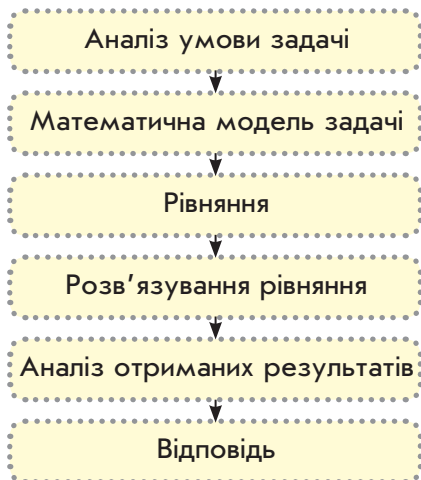 Аналіз умови задачі
Математична модель задачі
Рівняння
Розв'язування рівняння
Аналіз отриманих результатів
Відповідь